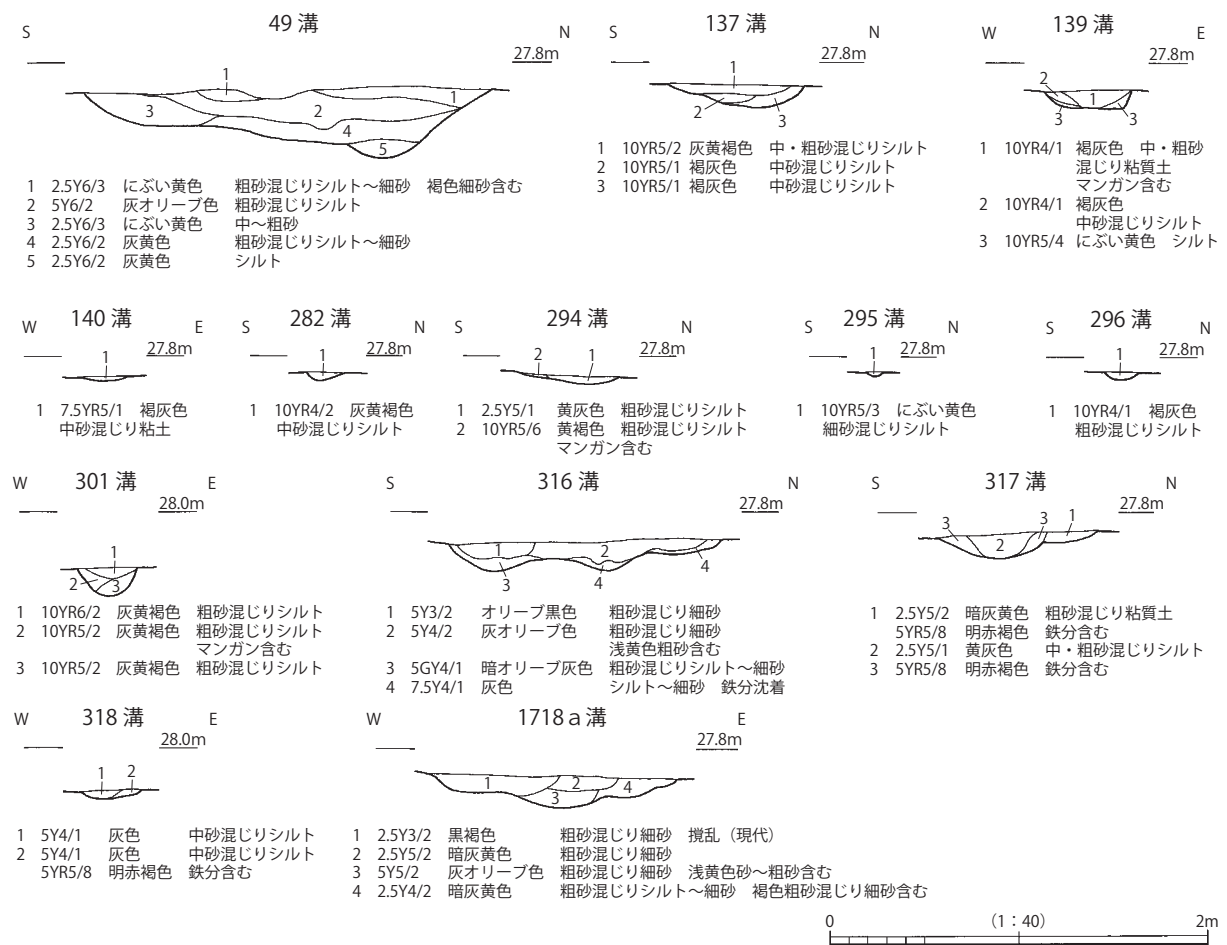 49 溝
S
N
27.8m
1
3
2
1
4
5
1 2.5Y6/3 にぶい黄色 粗砂混じりシルト～細砂 褐色細砂含む
2 5Y6/2 灰オリーブ色 粗砂混じりシルト
3 2.5Y6/3 にぶい黄色 中～粗砂
4 2.5Y6/2 灰黄色 粗砂混じりシルト～細砂
5 2.5Y6/2 灰黄色 シルト
137 溝
S
N
27.8m
1
2
3
1 10YR5/2 灰黄褐色 中・粗砂混じりシルト
2 10YR5/1 褐灰色 中砂混じりシルト
3 10YR5/1 褐灰色 中砂混じりシルト
139 溝
W
E
27.8m
2
1
3
3
1 10YR4/1 褐灰色 中・粗砂
混じり粘質土
マンガン含む
2 10YR4/1 褐灰色
中砂混じりシルト
3 10YR5/4 にぶい黄色 シルト
140 溝
W
E
27.8m
1
1 7.5YR5/1 褐灰色
中砂混じり粘土
282 溝
S
N
27.8m
1
1 10YR4/2 灰黄褐色
中砂混じりシルト
294 溝
S
N
27.8m
2
1
1 2.5Y5/1 黄灰色 粗砂混じりシルト
2 10YR5/6 黄褐色 粗砂混じりシルト
マンガン含む
295 溝
S
N
27.8m
1
1 10YR5/3 にぶい黄色
細砂混じりシルト
296 溝
S
N
27.8m
1
1 10YR4/1 褐灰色
粗砂混じりシルト
301 溝
W
E
28.0m
1
2
3
1 10YR6/2 灰黄褐色 粗砂混じりシルト
2 10YR5/2 灰黄褐色 粗砂混じりシルト
マンガン含む
3 10YR5/2 灰黄褐色 粗砂混じりシルト
316 溝
S
N
27.8m
1
2
3
4
4
1 5Y3/2 オリーブ黒色 粗砂混じり細砂
2 5Y4/2 灰オリーブ色 粗砂混じり細砂
浅黄色粗砂含む
3 5GY4/1 暗オリーブ灰色 粗砂混じりシルト～細砂
4 7.5Y4/1 灰色 シルト～細砂 鉄分沈着
317 溝
S
N
27.8m
3
3
1
2
1 2.5Y5/2 暗灰黄色 粗砂混じり粘質土
5YR5/8 明赤褐色 鉄分含む
2 2.5Y5/1 黄灰色 中・粗砂混じりシルト
3 5YR5/8 明赤褐色 鉄分含む
318 溝
W
E
28.0m
1
2
1 5Y4/1 灰色 中砂混じりシルト
2 5Y4/1 灰色 中砂混じりシルト
5YR5/8 明赤褐色 鉄分含む
1718 a 溝
W
E
27.8m
1
2
3
4
1 2.5Y3/2 黒褐色 粗砂混じり細砂 撹乱（現代）
2 2.5Y5/2 暗灰黄色 粗砂混じり細砂
3 5Y5/2 灰オリーブ色 粗砂混じり細砂 浅黄色砂～粗砂含む
4 2.5Y4/2 暗灰黄色 粗砂混じりシルト～細砂 褐色粗砂混じり細砂含む
0 （1：40） 2m